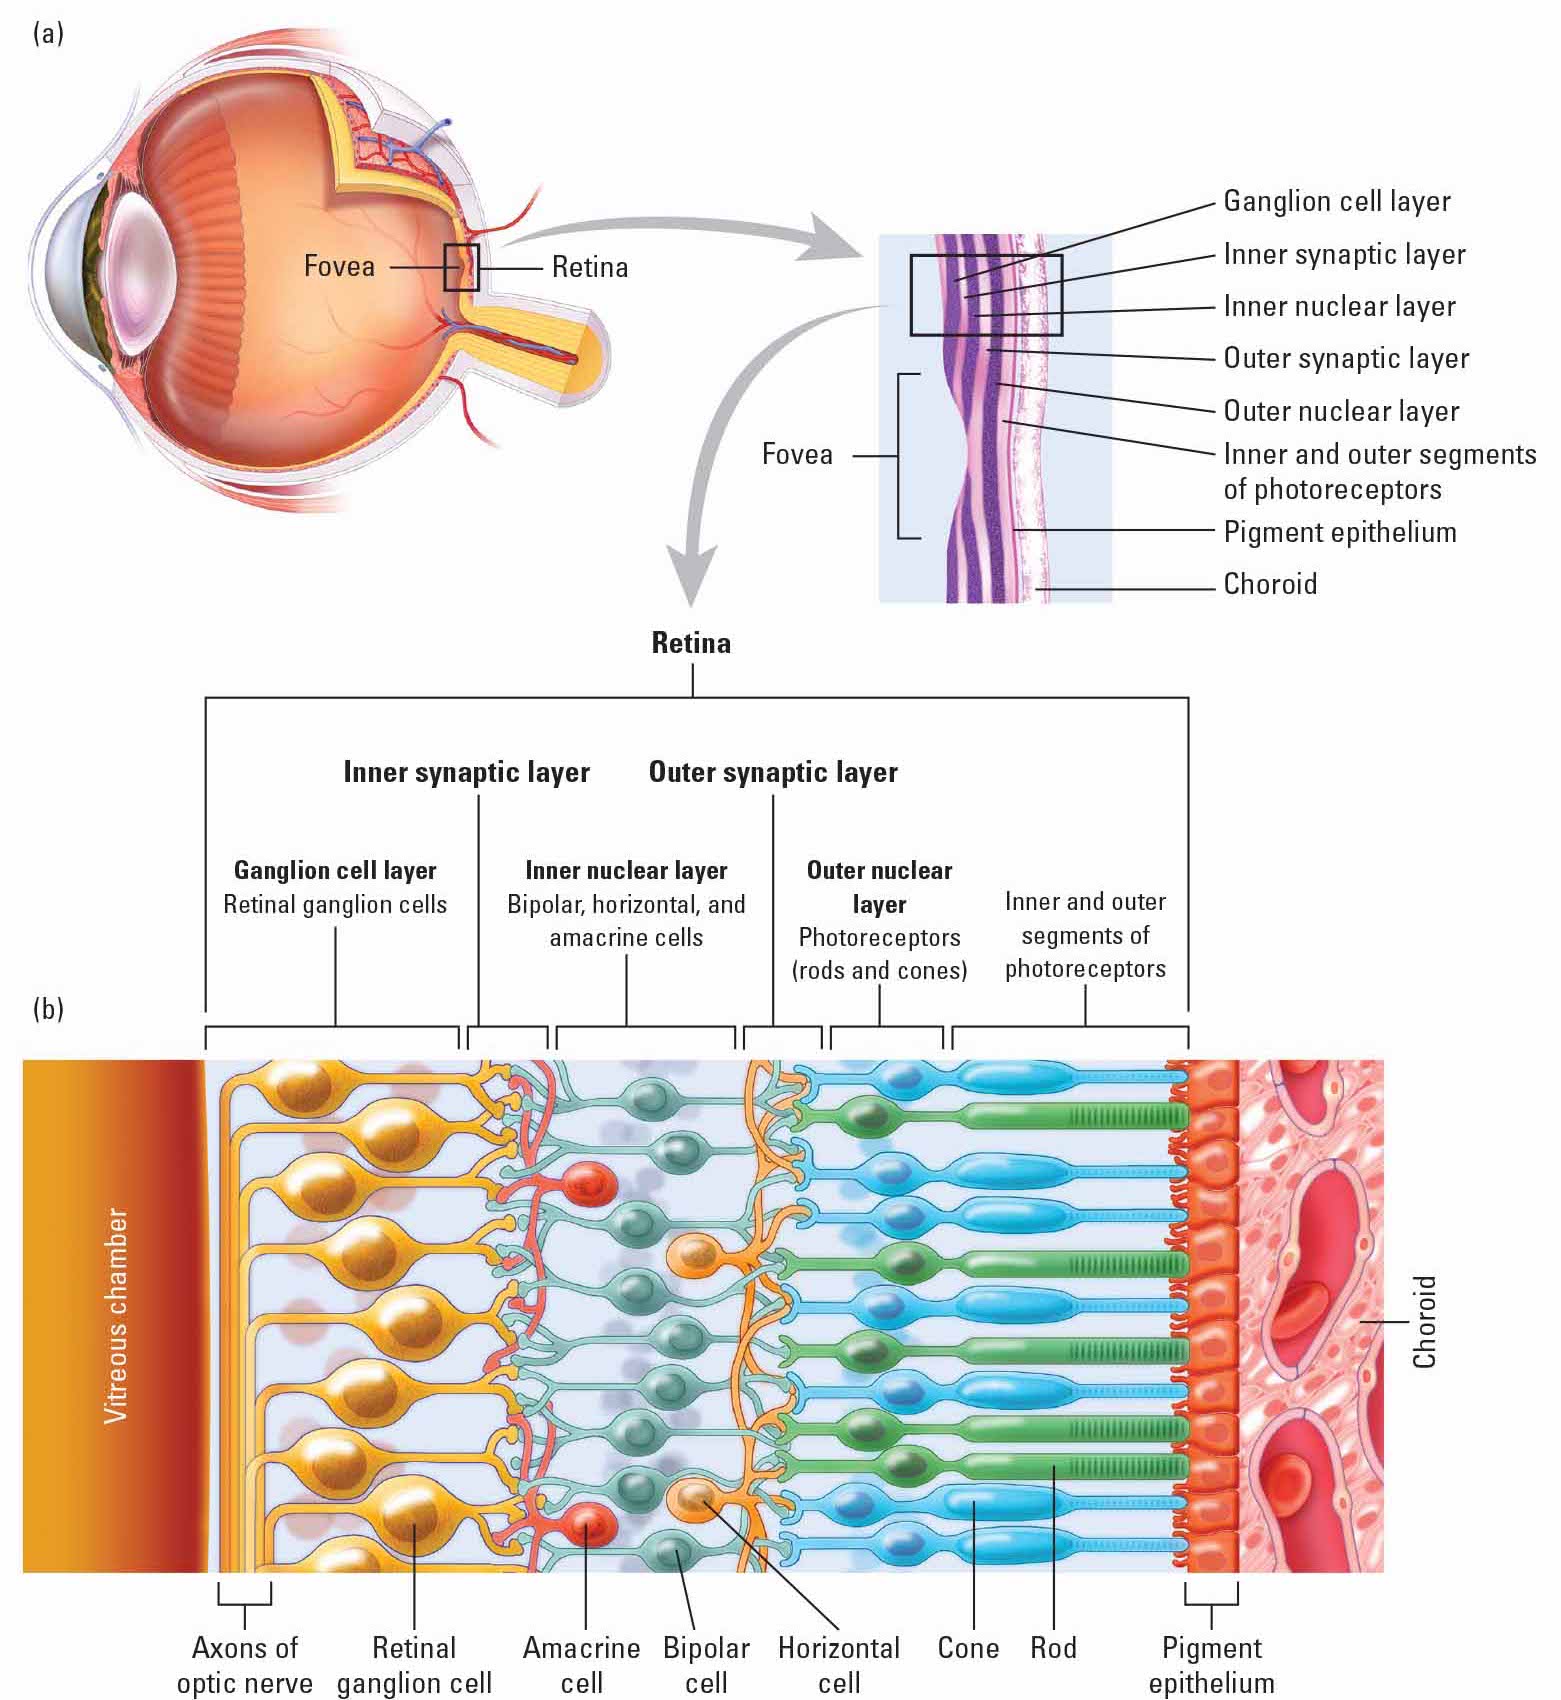 (a)
Fovea
Retina
Ganglion cell layer
Inner synaptic layer
Inner nuclear layer
Outer synaptic layer
Outer nuclear layer
Inner and outer segments
of photoreceptors
Pigment epithelium
Choroid
Fovea
Retina
Inner synaptic layer
Outer synaptic layer
Ganglion cell layer
Retinal ganglion cells
Inner nuclear layer
Bipolar, horizontal, and
amacrine cells
Outer nuclear
layer
Photoreceptors
(rods and cones)
Inner and outer
segments of
photoreceptors
(b)
Vitreous chamber
Choroid
Axons of
optic nerve
Retinal
ganglion cell
Amacrine
cell
Bipolar
cell
Horizontal
cell
Cone
Rod
Pigment
epithelium